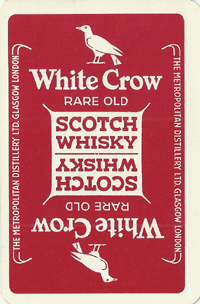 White Crow
RARE OLD
SCOTCH
WHISKY
WHISKY
SCOTCH
RARE OLD
White Crow
THE METROPOLITAN DISTILLERY LTD. GLASGOW LONDON.
THE METROPOLITAN DISTILLERY LTD. GLASGOW LONDON.